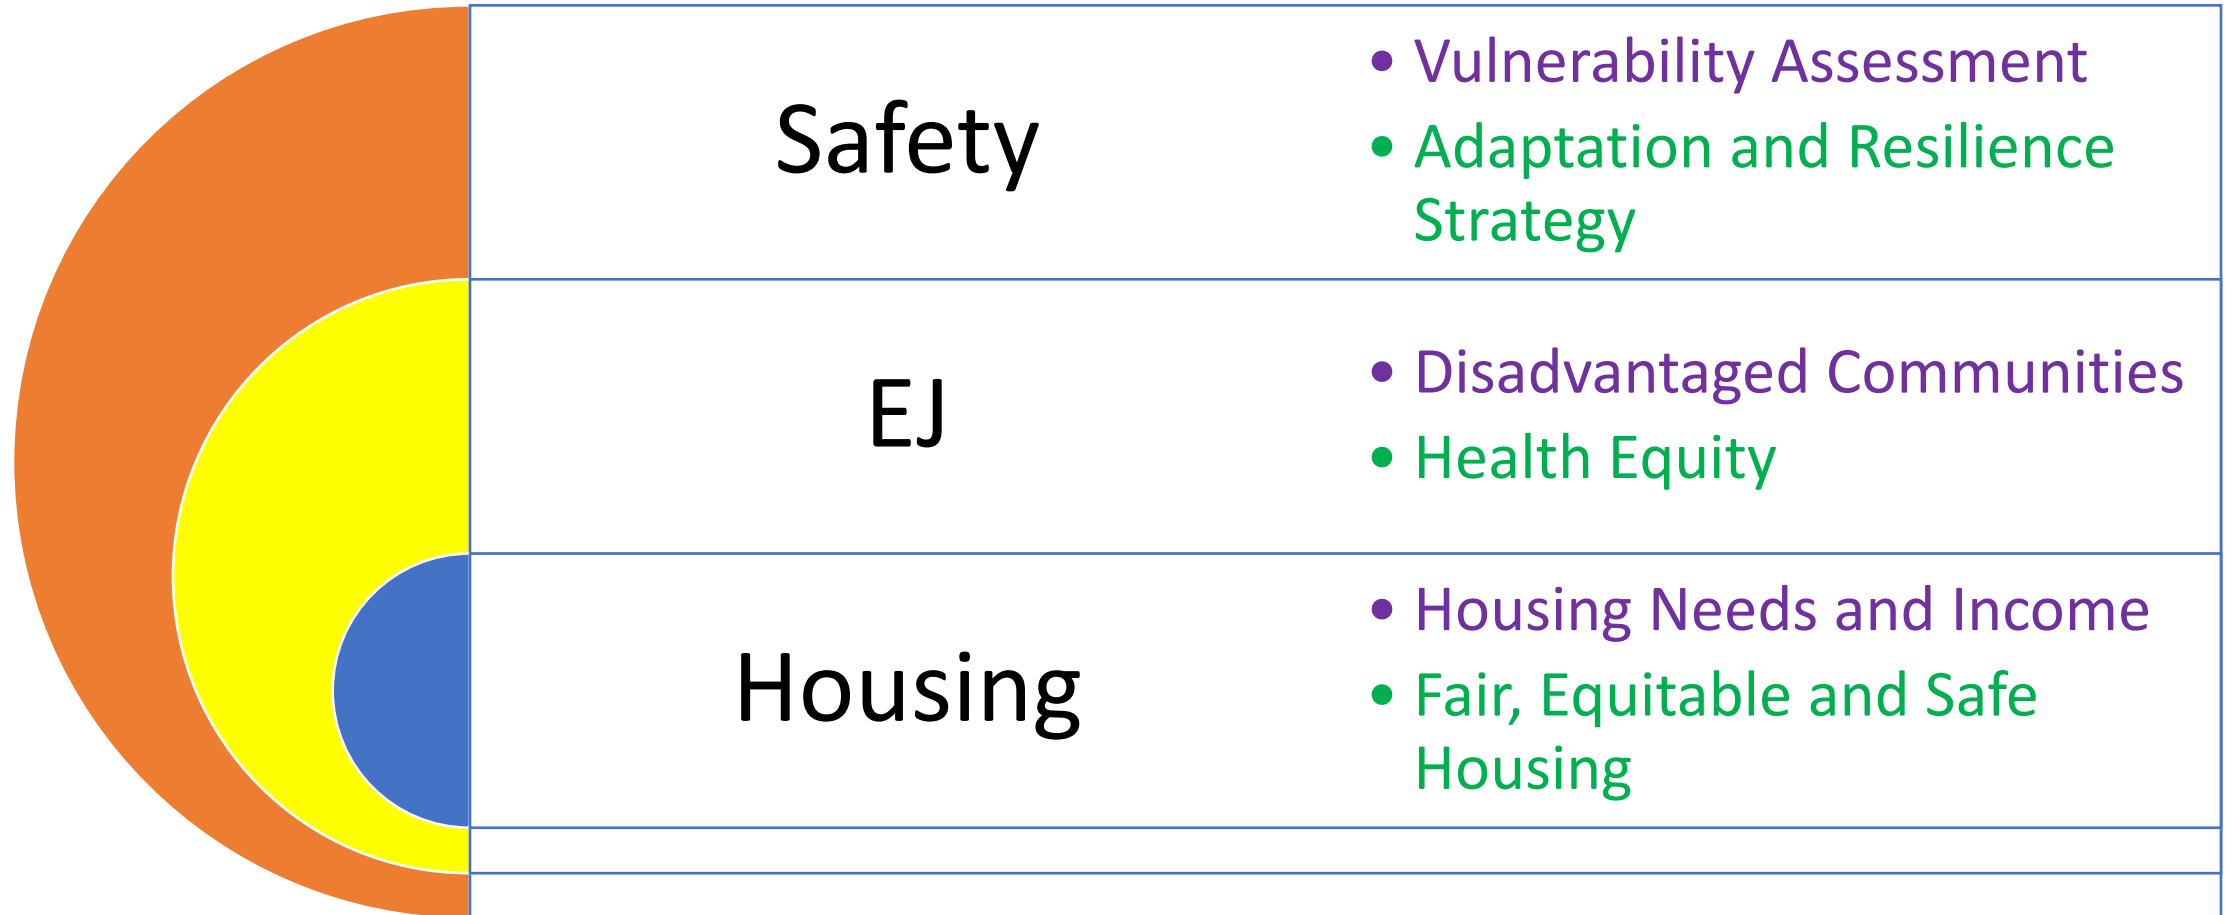 Safety
• Vulnerability Assessment
• Adaptation and Resilience
Strategy
EJ
• Disadvantaged Communities
• Health Equity
Housing
• Housing Needs and Income
• Fair, Equitable and Safe
Housing